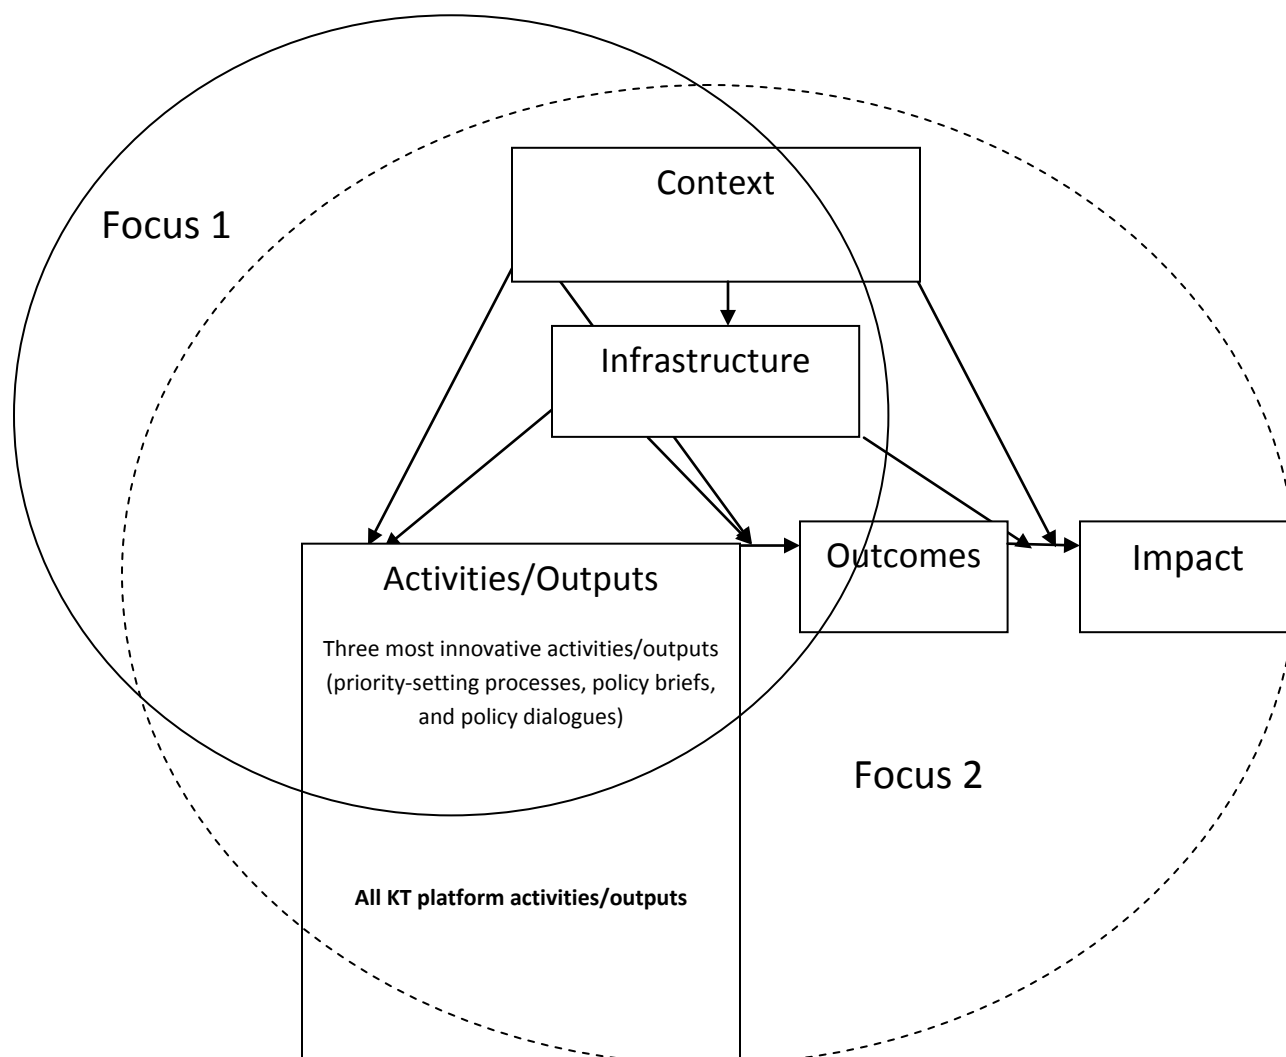 Context
Focus 1
Infrastructure
Outcomes
Impact
Activities/Outputs
Three most innovative activities/outputs
(priority-setting processes, policy briefs,
and policy dialogues)
Focus 2
All KT platform activities/outputs